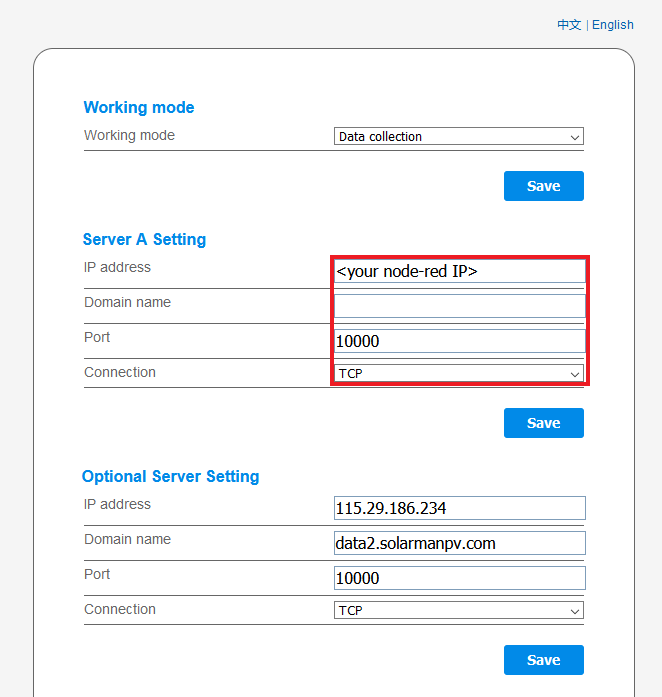 中文 | English
Working mode
Working mode Data collection
Save
Server A Setting
IP address <your node-red IP>
Domain name
Port 10000
Connection TCP
Save
Optional Server Setting
IP address 115.29.186.234
Domain name data2.solarmanpv.com
Port 10000
Connection TCP
Save